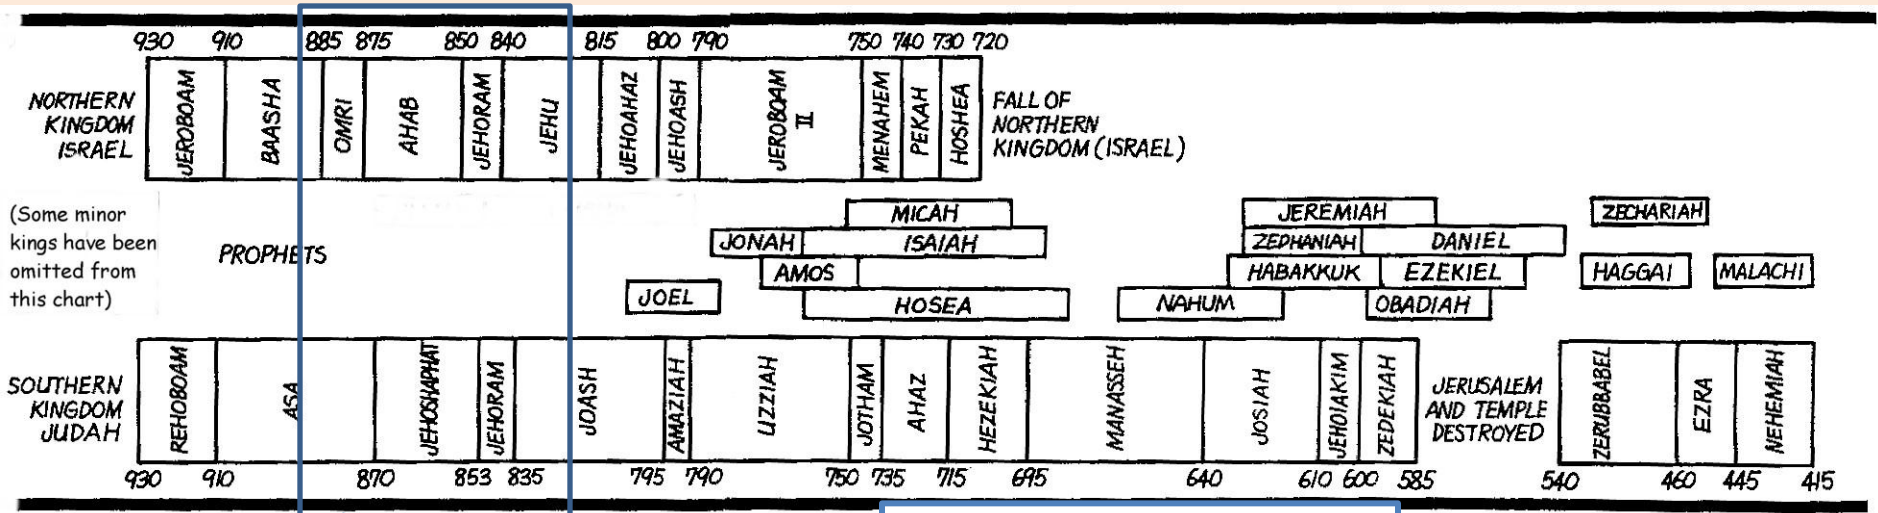 930 910 885 875 850 840 815 800 790 750 740 730 720
NORTHERN
KINGDOM
ISRAEL
JEROBOAM
BAASHA
OMRI
AHAB
JEHORAM
JEHU
JEHOAHAZ
JEHOASH
JEROBOAM
II
MENAHEM
PEKAH
HOSHEA
FALL OF
NORTHERN
KINGDOM (ISRAEL)
(Some minor
kings have been
omitted from
this chart)
PROPHETS
MICAH
JEREMIAH
ZECHARIAH
JONAH
ISAIAH
ZEPHANIAH
DANIEL
AMOS
HABAKKUK
EZEKIEL
HAGGAI
MALACHI
JOEL
HOSEA
NAHUM
OBADIAH
SOUTHERN
KINGDOM
JUDAH
REHOBOAM
ASA
JEHOSHAPHAT
JEHORAM
JOASH
AMAZIAH
UZZIAH
JOTHAM
AHAZ
HEZEKIAH
MANASSEH
JOSIAH
JEHOIAKIM
ZEDEKIAH
JERUSALEM
AND TEMPLE
DESTROYED
ZERUBBABEL
EZRA
NEHEMIAH
930 910 870 853 835 795 790 750 735 715 695 640 610 600 585 540 460 445 415